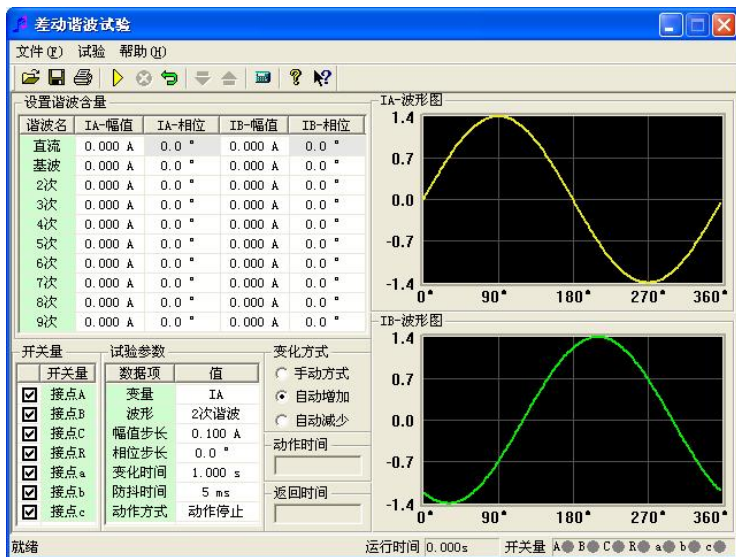 差动谐波试验
文件(F) 试验 帮助(H)
设置谐波含量
谐波名 IA-幅值 IA-相位 IB-幅值 IB-相位
直流 0.000 A 0.0 ° 0.000 A 0.0 °
基波 0.000 A 0.0 ° 0.000 A 0.0 °
2次 0.000 A 0.0 ° 0.000 A 0.0 °
3次 0.000 A 0.0 ° 0.000 A 0.0 °
4次 0.000 A 0.0 ° 0.000 A 0.0 °
5次 0.000 A 0.0 ° 0.000 A 0.0 °
6次 0.000 A 0.0 ° 0.000 A 0.0 °
7次 0.000 A 0.0 ° 0.000 A 0.0 °
8次 0.000 A 0.0 ° 0.000 A 0.0 °
9次 0.000 A 0.0 ° 0.000 A 0.0 °
IA-波形图
1.4
0.7
0.0
-0.7
-1.4
0° 90° 180° 270° 360°
IB-波形图
1.4
0.7
0.0
-0.7
-1.4
0° 90° 180° 270° 360°
开关量
开关量
接点A
接点B
接点C
接点R
接点a
接点b
接点c
试验参数
数据项 值
变量 IA
波形 2次谐波
幅值步长 0.100 A
相位步长 0.0 °
变化时间 1.000 s
防抖时间 5 ms
动作方式 动作停止
变化方式
手动方式
自动增加
自动减少
动作时间
返回时间
就绪 运行时间 0.000s 开关量 A B C R a b c